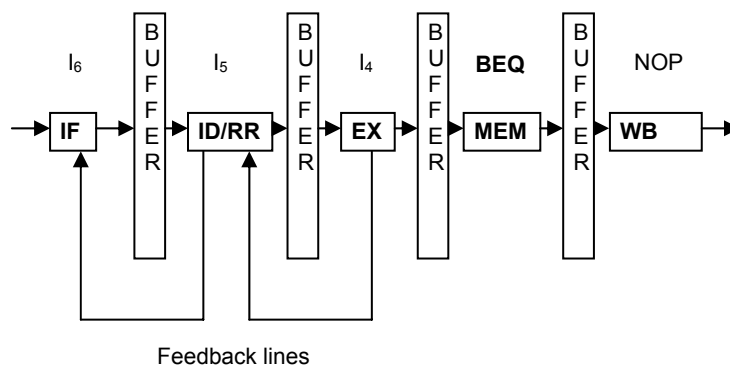 I₆ I₅ I₄ BEQ NOP
BUFFER
BUFFER
BUFFER
BUFFER
IF ID/RR EX MEM WB
Feedback lines